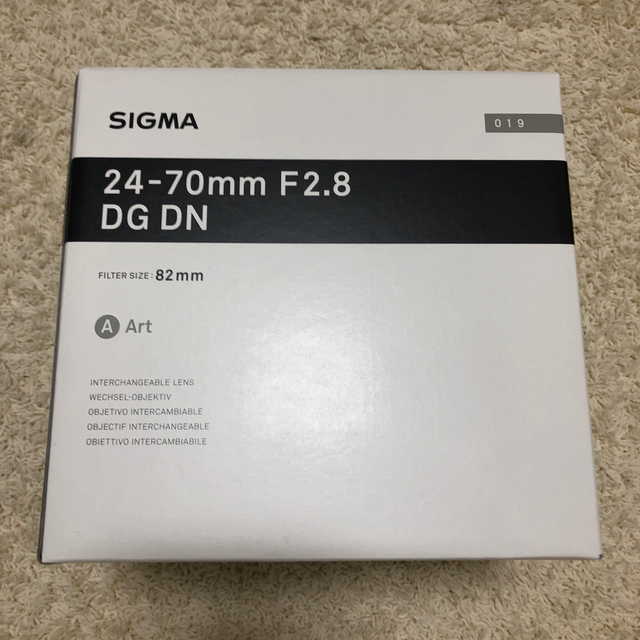 SIGMA
019
24-70mm F2.8
DG DN
FILTER SIZE: 82mm
A Art
INTERCHANGEABLE LENS
WECHSEL-OBJEKTIV
OBJETIVO INTERCAMBIABLE
OBJECTIF INTERCHANGEABLE
OBIETTIVO INTERCAMBIABILE